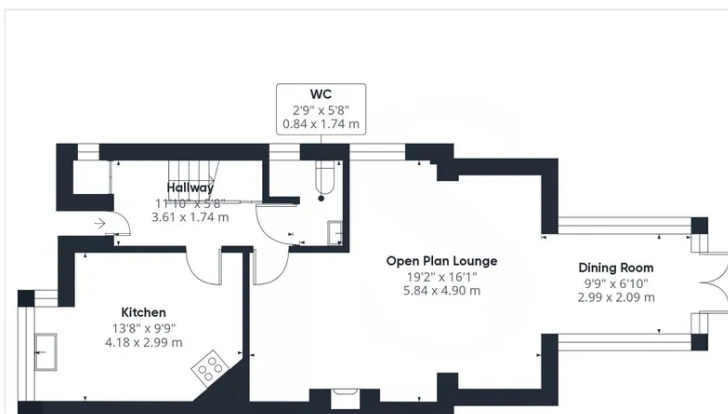 WC
2'9" x 5'8"
0.84 x 1.74 m
Hallway
11'10" x 5'8"
3.61 x 1.74 m
Open Plan Lounge
19'2" x 16'1"
5.84 x 4.90 m
Dining Room
9'9" x 6'10"
2.99 x 2.09 m
Kitchen
13'8" x 9'9"
4.18 x 2.99 m